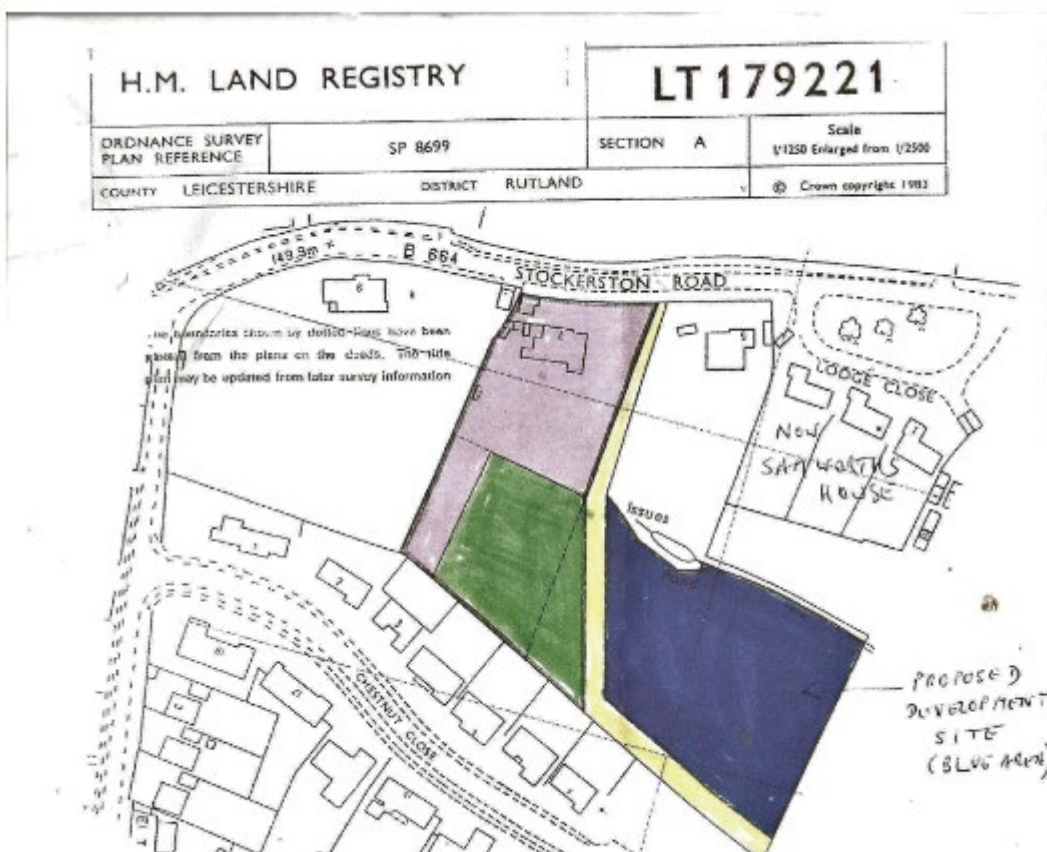 H.M. LAND REGISTRY
LT 179221
ORDNANCE SURVEY
PLAN REFERENCE
SP 8699
SECTION A
Scale
1/1250 Enlarged from 1/2500
COUNTY LEICESTERSHIRE
DISTRICT RUTLAND
© Crown copyright 1983
149.9m
B 664
STOCKERSTON ROAD
boundaries shown by dotted lines have been
from the plans on the deeds. The title
may be updated from later survey information
LODGE CLOSE
NOW
SAMWORTHS
HOUSE
Issues
Pond
CHESTNUT CLOSE
PROPOSED
DEVELOPMENT
SITE
(BLUE AREA)